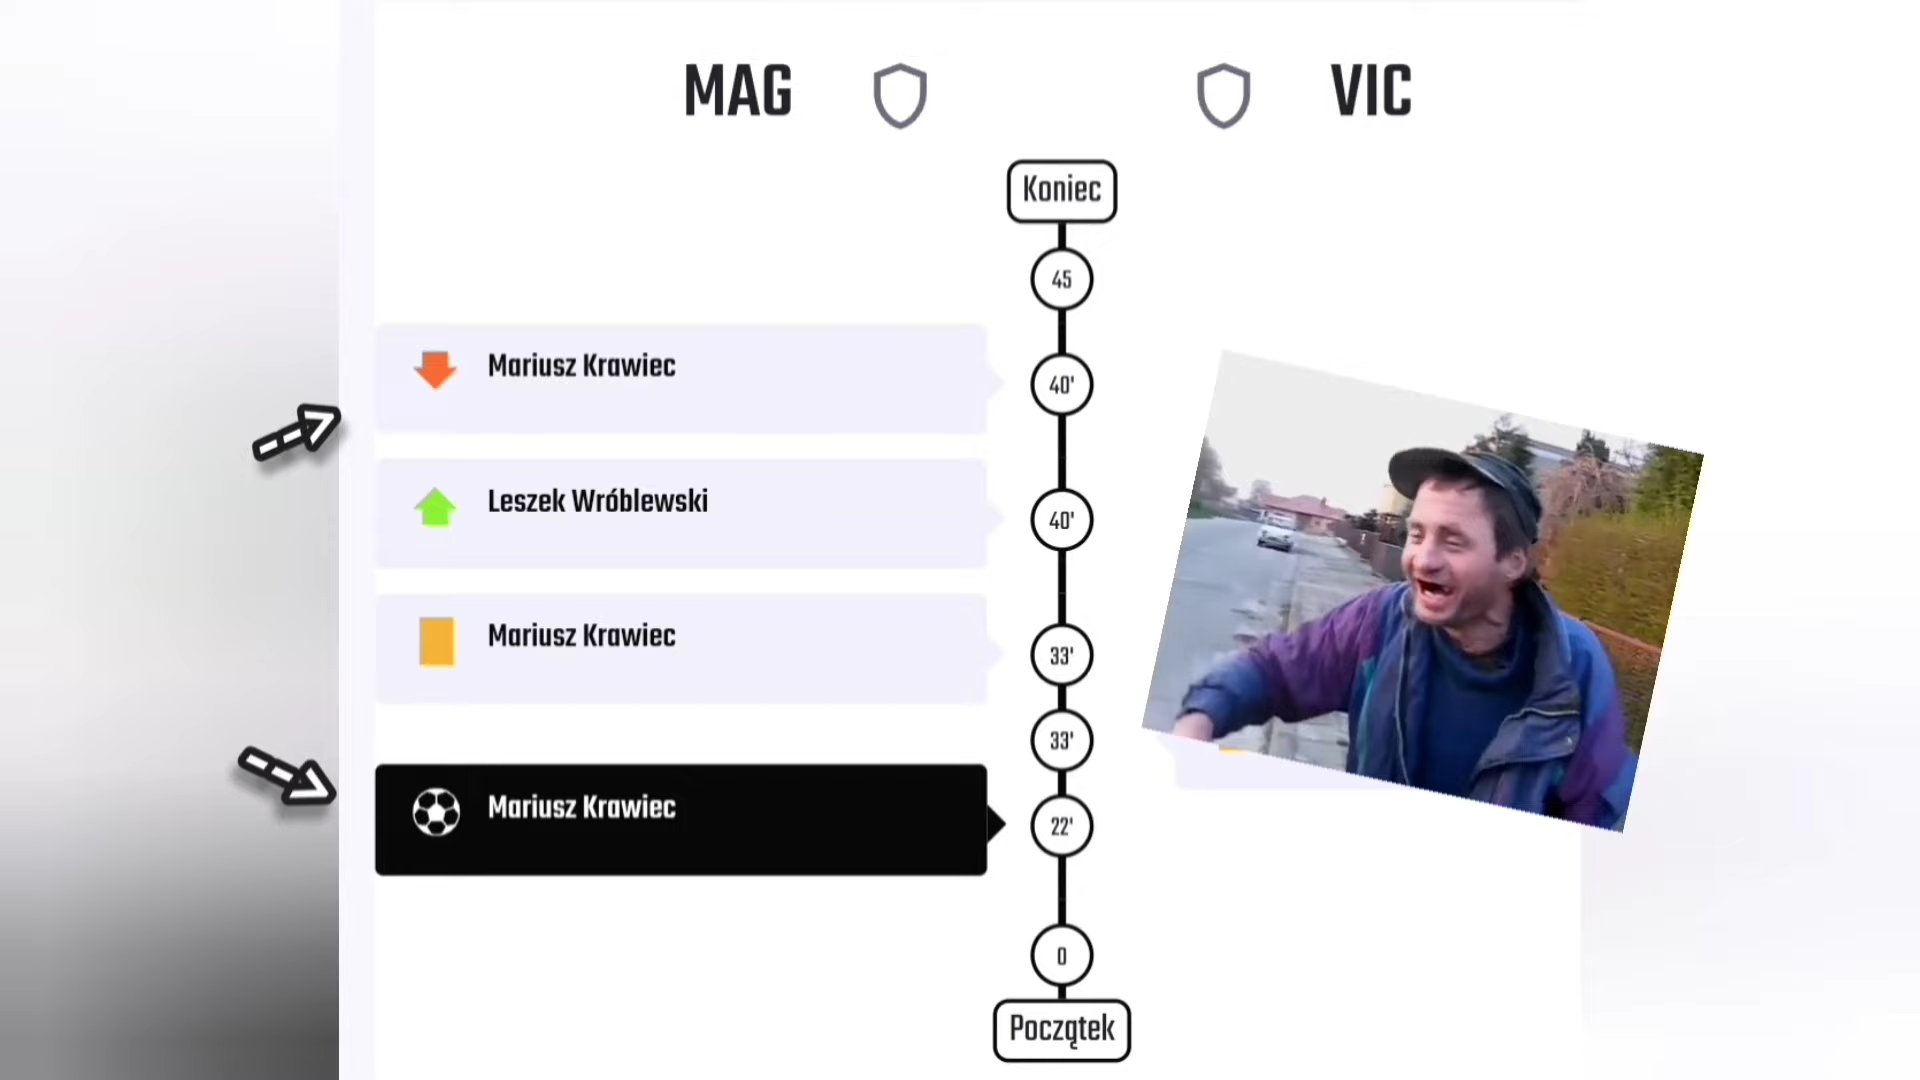 MAG VIC
Koniec
45
Mariusz Krawiec 40'
Leszek Wróblewski 40'
Mariusz Krawiec 33'
33'
Mariusz Krawiec 22'
0
Początek